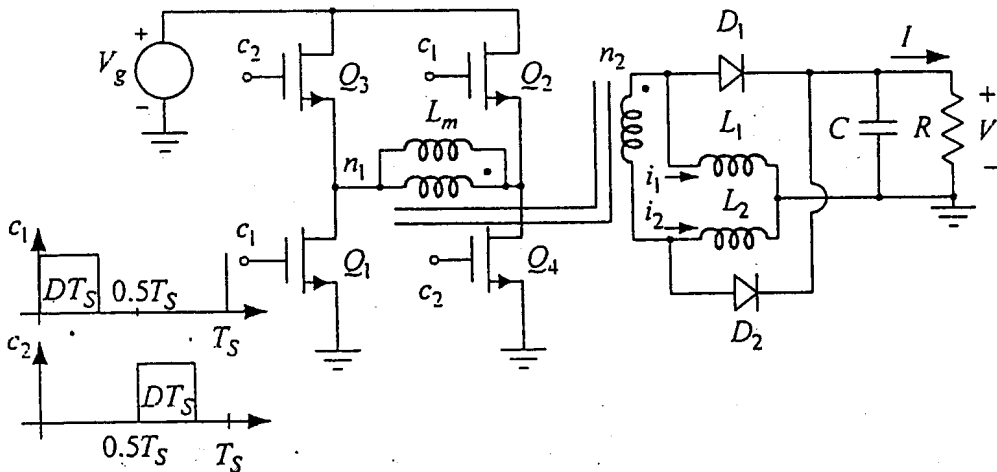 +
V_g
−
c_2
Q_3
c_1
Q_2
n_2
D_1
I
L_m
n_1
L_1
i_1
L_2
i_2
D_2
C
R
+
V
−
c_1
Q_1
c_2
Q_4
c_1
DT_S
0.5T_S
T_S
c_2
DT_S
0.5T_S
T_S